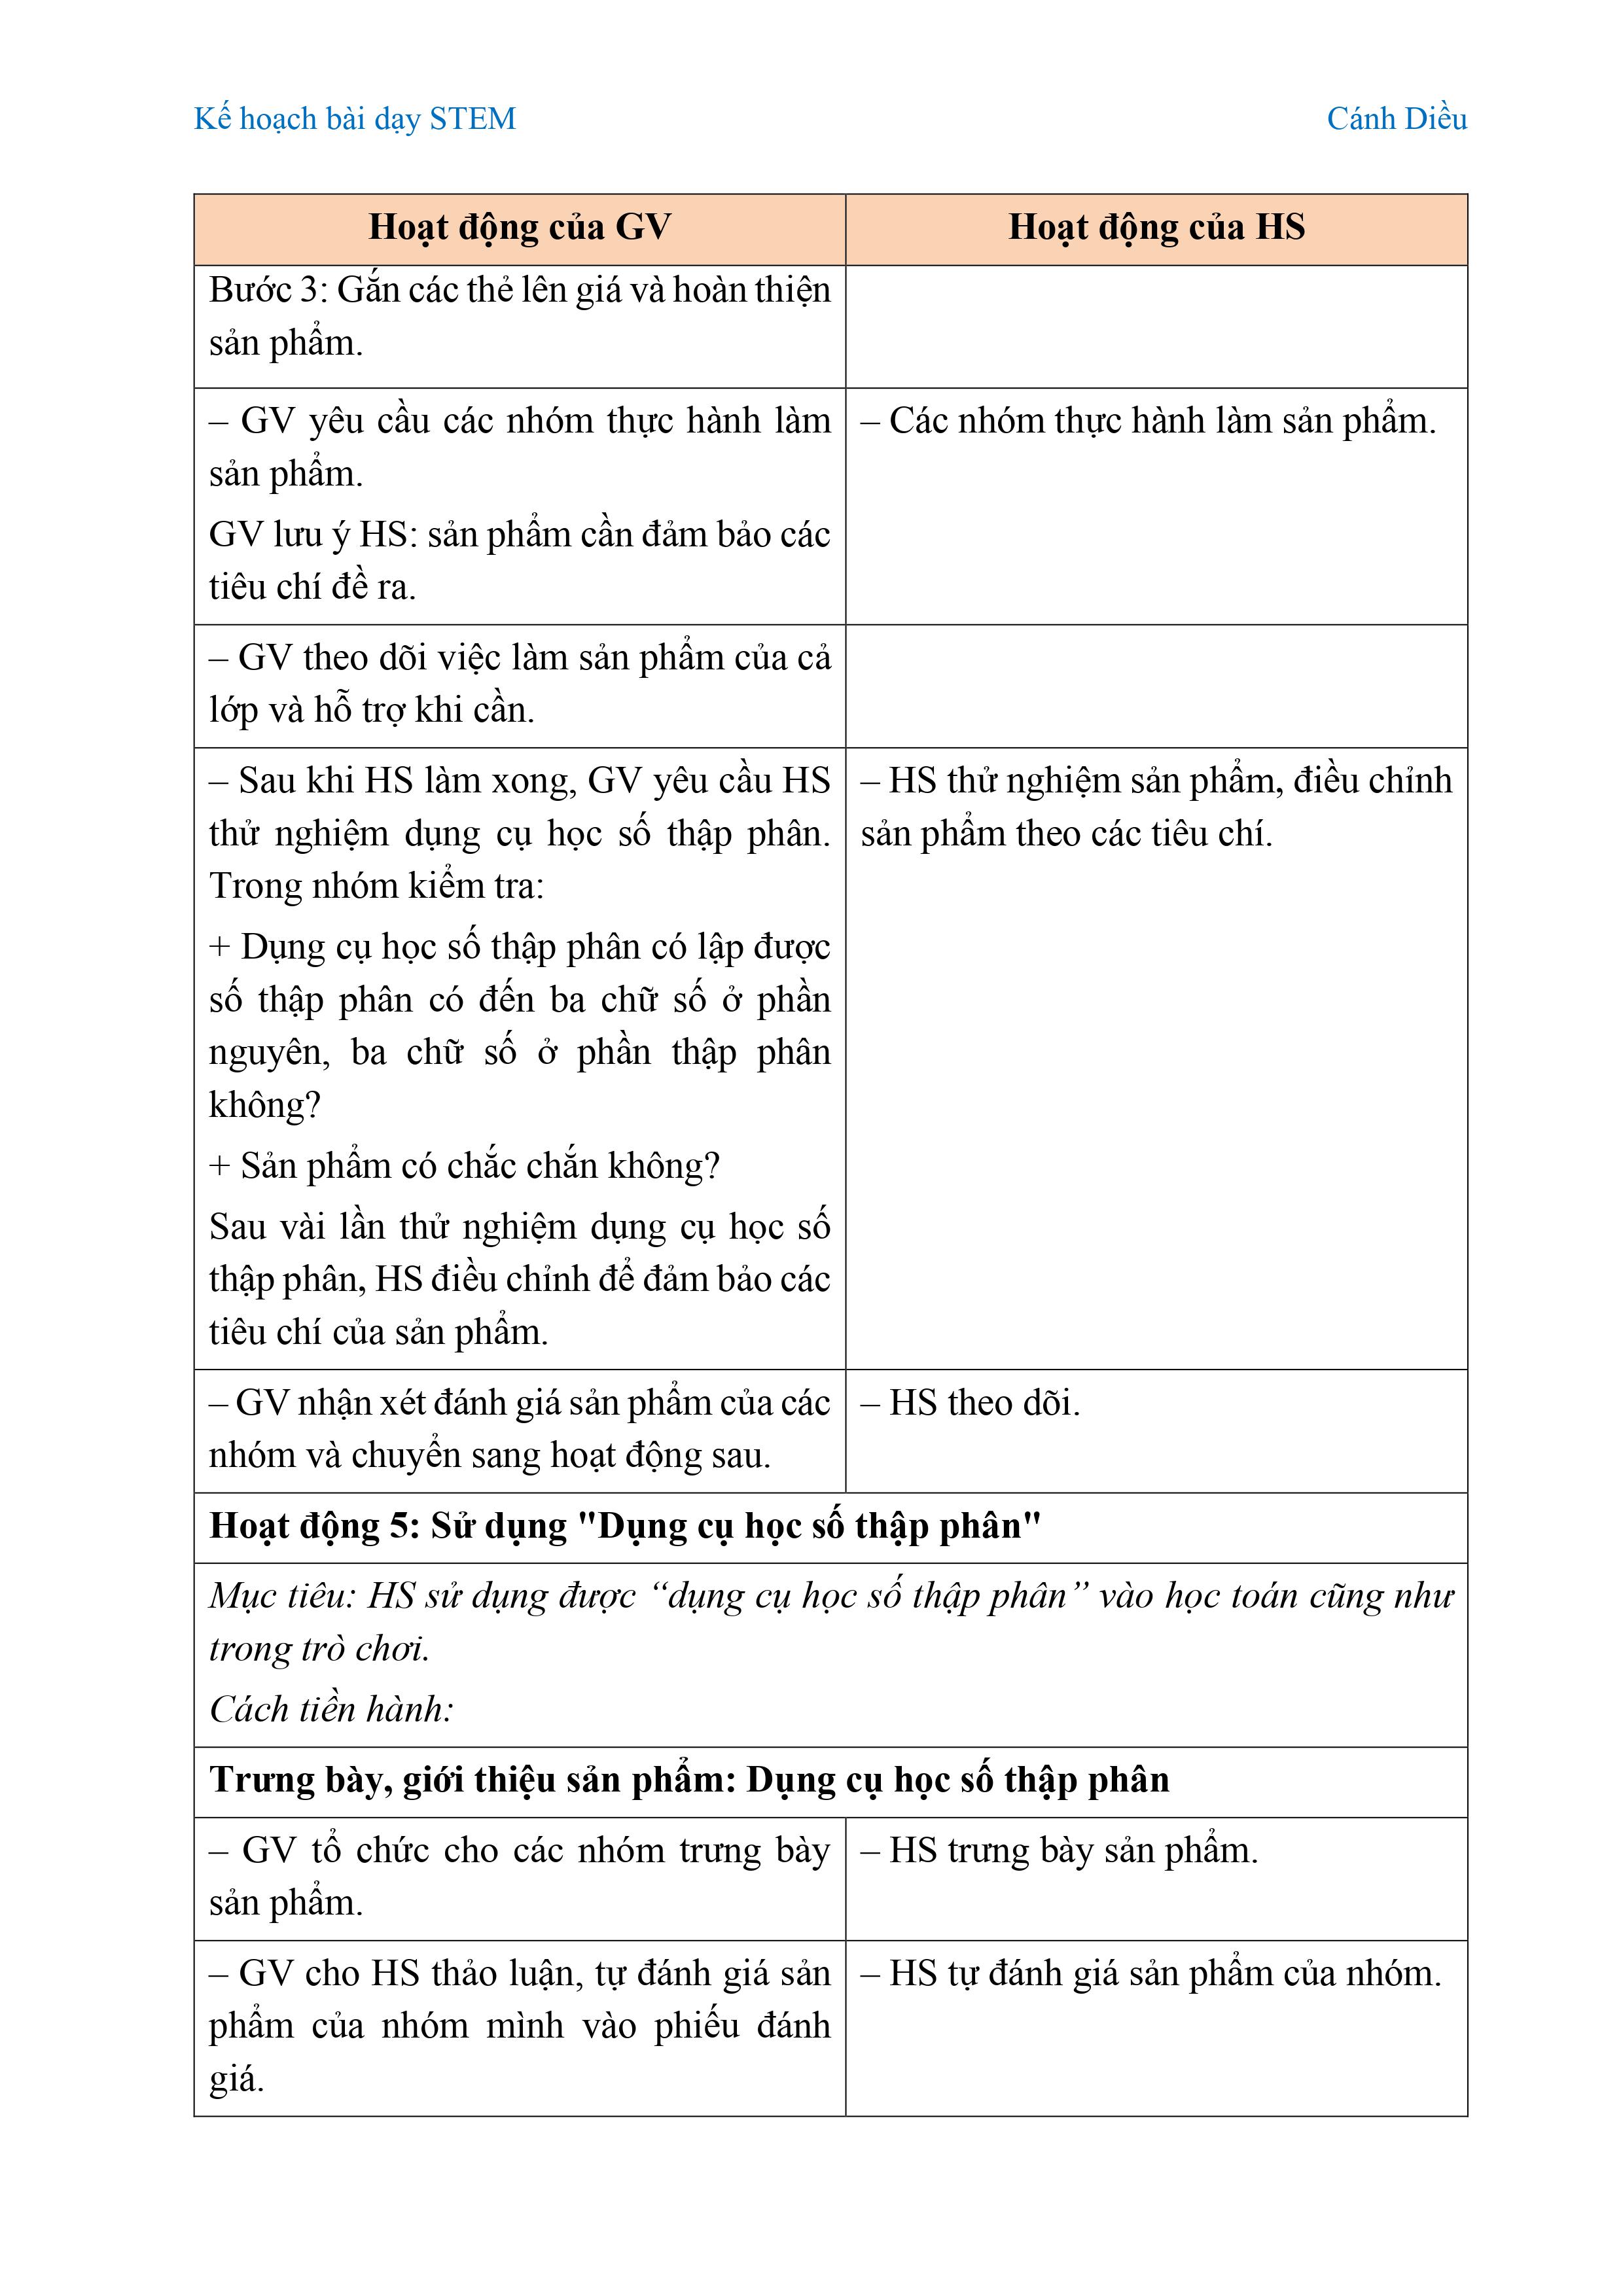 Kế hoạch bài dạy STEM
Cánh Diều
Hoạt động của GV
Hoạt động của HS
Bước 3: Gắn các thẻ lên giá và hoàn thiện
sản phẩm.
– GV yêu cầu các nhóm thực hành làm
sản phẩm.
GV lưu ý HS: sản phẩm cần đảm bảo các
tiêu chí đề ra.
– Các nhóm thực hành làm sản phẩm.
– GV theo dõi việc làm sản phẩm của cả
lớp và hỗ trợ khi cần.
– Sau khi HS làm xong, GV yêu cầu HS
thử nghiệm dụng cụ học số thập phân.
Trong nhóm kiểm tra:
+ Dụng cụ học số thập phân có lập được
số thập phân có đến ba chữ số ở phần
nguyên, ba chữ số ở phần thập phân
không?
+ Sản phẩm có chắc chắn không?
Sau vài lần thử nghiệm dụng cụ học số
thập phân, HS điều chỉnh để đảm bảo các
tiêu chí của sản phẩm.
– HS thử nghiệm sản phẩm, điều chỉnh
sản phẩm theo các tiêu chí.
– GV nhận xét đánh giá sản phẩm của các
nhóm và chuyển sang hoạt động sau.
– HS theo dõi.
Hoạt động 5: Sử dụng "Dụng cụ học số thập phân"
Mục tiêu: HS sử dụng được “dụng cụ học số thập phân” vào học toán cũng như
trong trò chơi.
Cách tiền hành:
Trưng bày, giới thiệu sản phẩm: Dụng cụ học số thập phân
– GV tổ chức cho các nhóm trưng bày
sản phẩm.
– HS trưng bày sản phẩm.
– GV cho HS thảo luận, tự đánh giá sản
phẩm của nhóm mình vào phiếu đánh
giá.
– HS tự đánh giá sản phẩm của nhóm.